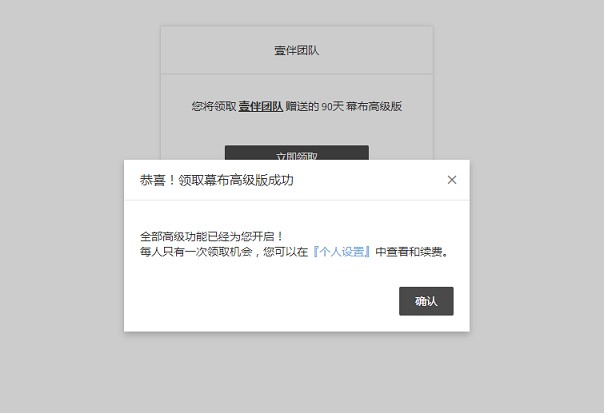 壹伴团队
您将领取 壹伴团队 赠送的 90天 幕布高级版
立即领取
恭喜！领取幕布高级版成功
全部高级功能已经为您开启！
每人只有一次领取机会，您可以在『个人设置』中查看和续费。
确认